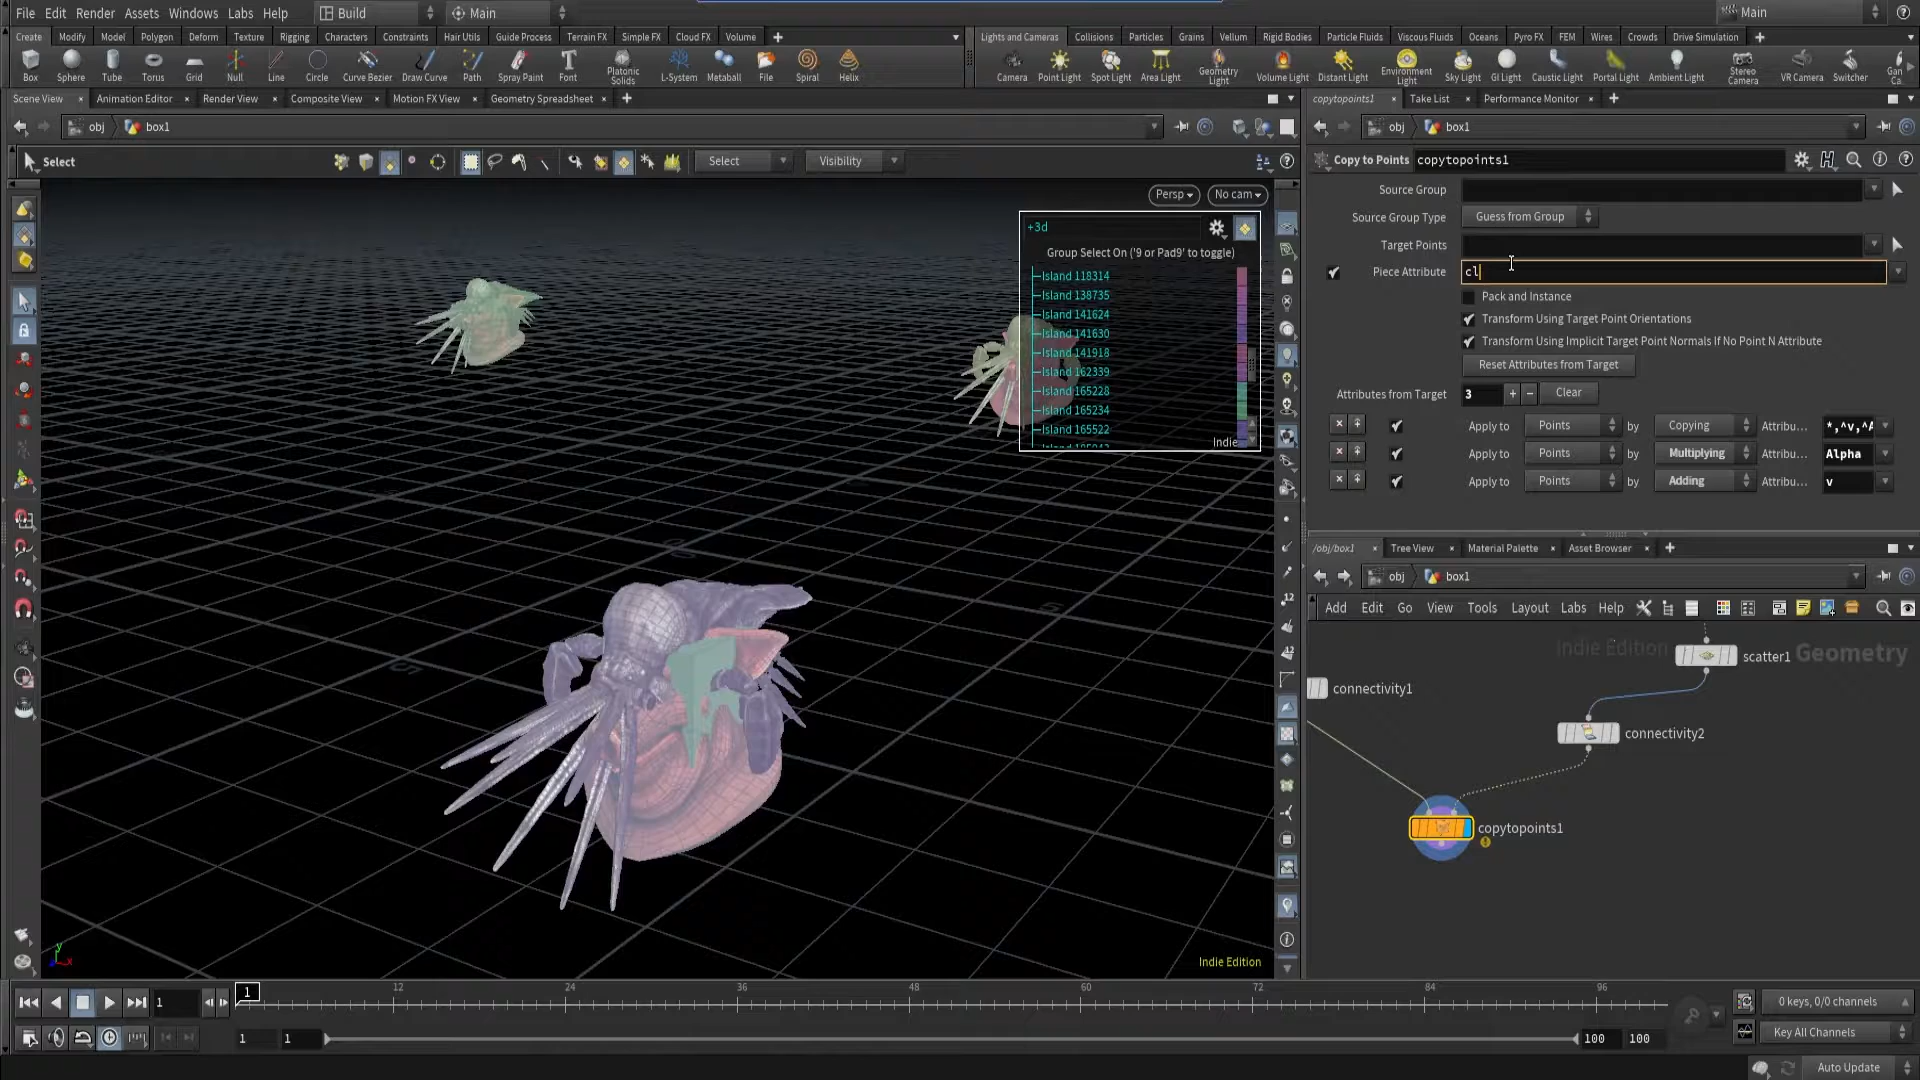 File Edit Render Assets Windows Labs Help Build Main Main
Create Modify Model Polygon Deform Texture Rigging Characters Constraints Hair Utils Guide Process Terrain FX Simple FX Cloud FX Volume
Lights and Cameras Collisions Particles Grains Vellum Rigid Bodies Particle Fluids Viscous Fluids Oceans Pyro FX FEM Wires Crowds Drive Simulation
Box Sphere Tube Torus Grid Null Line Circle Curve Bezier Draw Curve Path Spray Paint Font Platonic Solids L-System Metaball File Spiral Helix
Camera Point Light Spot Light Area Light Geometry Light Volume Light Distant Light Environment Light Sky Light GI Light Caustic Light Portal Light Ambient Light Stereo Camera VR Camera Switcher
Scene View Animation Editor Render View Composite View Motion FX View Geometry Spreadsheet
copytopoints1 Take List Performance Monitor
obj box1
obj box1
Select Select Visibility
Copy to Points copytopoints1
Persp No cam
Source Group
Source Group Type Guess from Group
Target Points
Piece Attribute cl
Pack and Instance
Transform Using Target Point Orientations
Transform Using Implicit Target Point Normals If No Point N Attribute
Reset Attributes from Target
Attributes from Target 3 + − Clear
Apply to Points by Copying Attribu... *,^v,^A
Apply to Points by Multiplying Attribu... Alpha
Apply to Points by Adding Attribu... v
+3d
Group Select On ('9 or Pad9' to toggle)
Island 118314
Island 138735
Island 141624
Island 141630
Island 141918
Island 162339
Island 165228
Island 165234
Island 165522
Indie
/obj/box1 Tree View Material Palette Asset Browser
obj box1
Add Edit Go View Tools Layout Labs Help
Indie Edition Geometry
scatter1
connectivity1
connectivity2
copytopoints1
Indie Edition
1 1 12 24 36 48 60 72 84 96
1 1 100 100
0 keys, 0/0 channels
Key All Channels
Auto Update